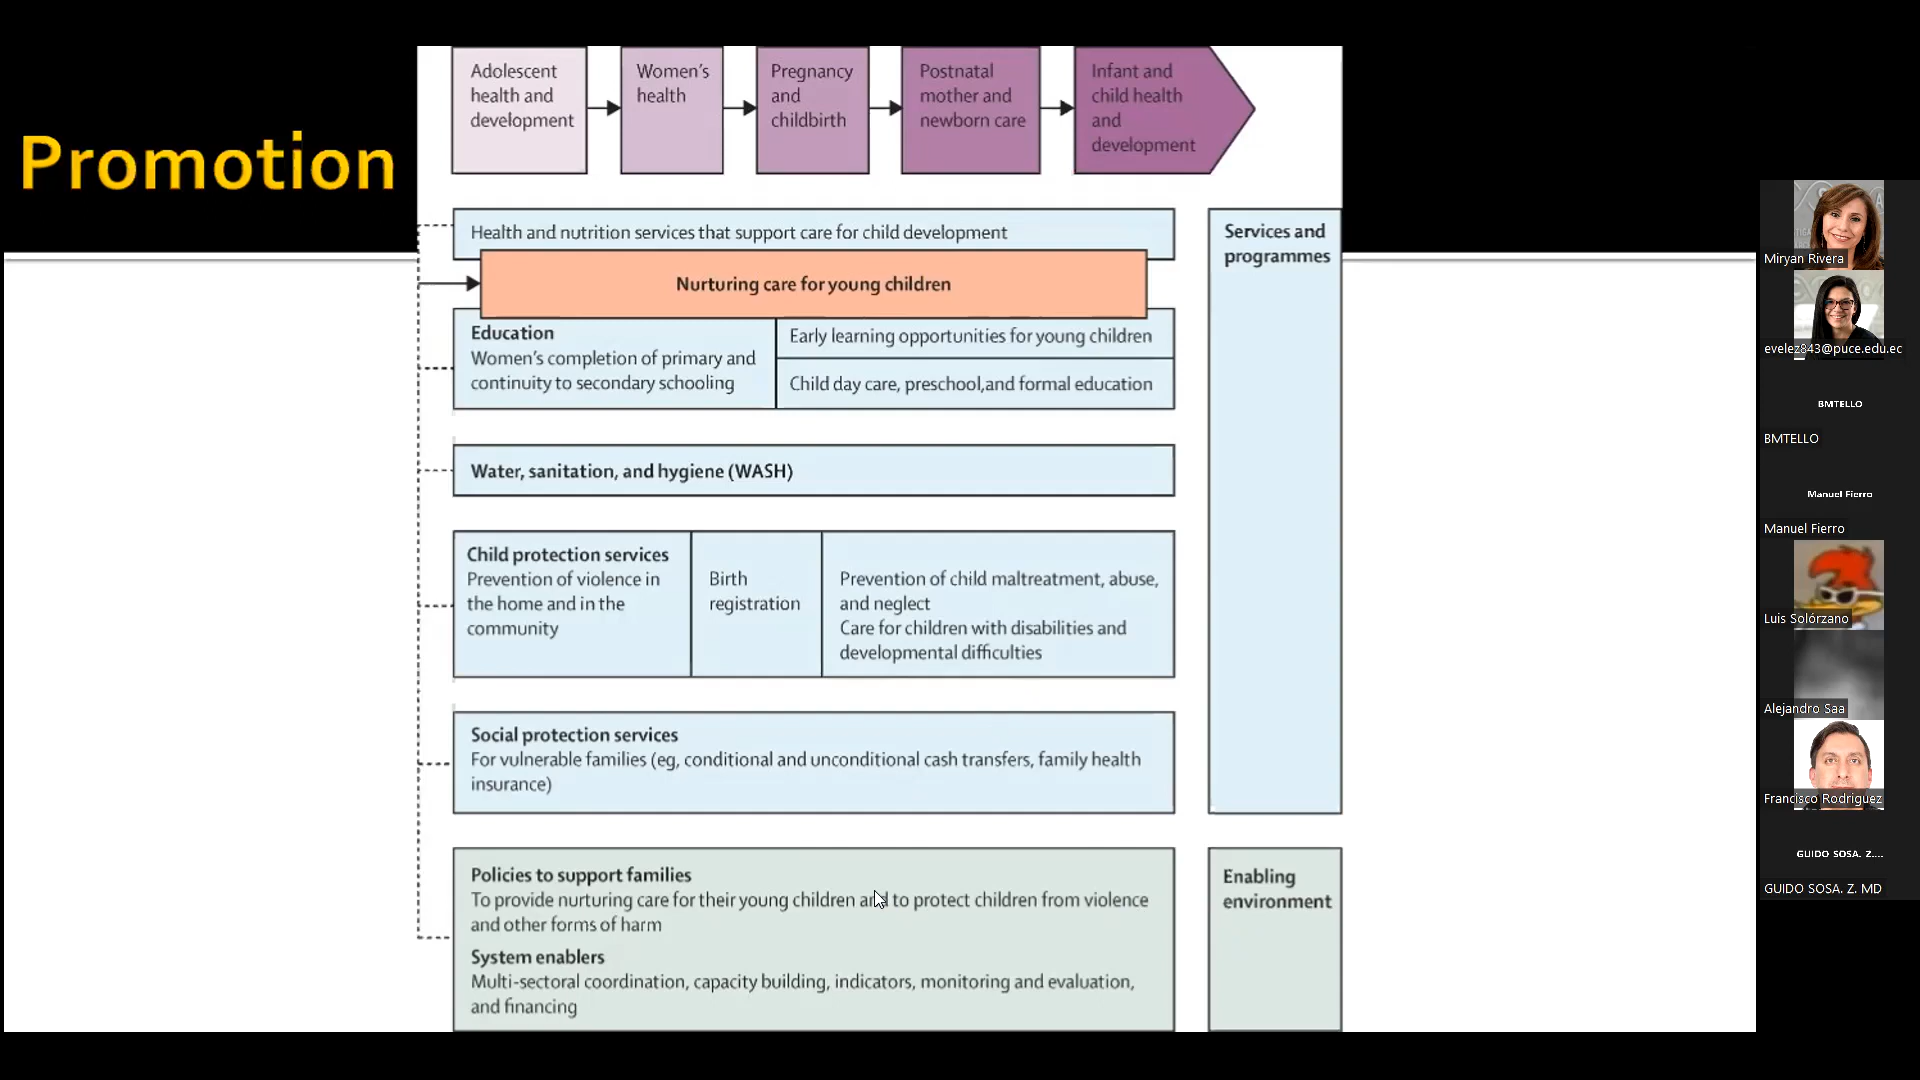 Promotion
Adolescent
health and
development
Women's
health
Pregnancy
and
childbirth
Postnatal
mother and
newborn care
Infant and
child health
and
development
Health and nutrition services that support care for child development
Nurturing care for young children
Education
Women's completion of primary and
continuity to secondary schooling
Early learning opportunities for young children
Child day care, preschool,and formal education
Water, sanitation, and hygiene (WASH)
Child protection services
Prevention of violence in
the home and in the
community
Birth
registration
Prevention of child maltreatment, abuse,
and neglect
Care for children with disabilities and
developmental difficulties
Social protection services
For vulnerable families (eg, conditional and unconditional cash transfers, family health
insurance)
Services and
programmes
Policies to support families
To provide nurturing care for their young children and to protect children from violence
and other forms of harm
System enablers
Multi-sectoral coordination, capacity building, indicators, monitoring and evaluation,
and financing
Enabling
environment
Miryan Rivera
evelez843@puce.edu.ec
BMTELLO
BMTELLO
Manuel Fierro
Manuel Fierro
Luis Solórzano
Alejandro Saa
Francisco Rodriguez
GUIDO SOSA. Z....
GUIDO SOSA. Z. MD